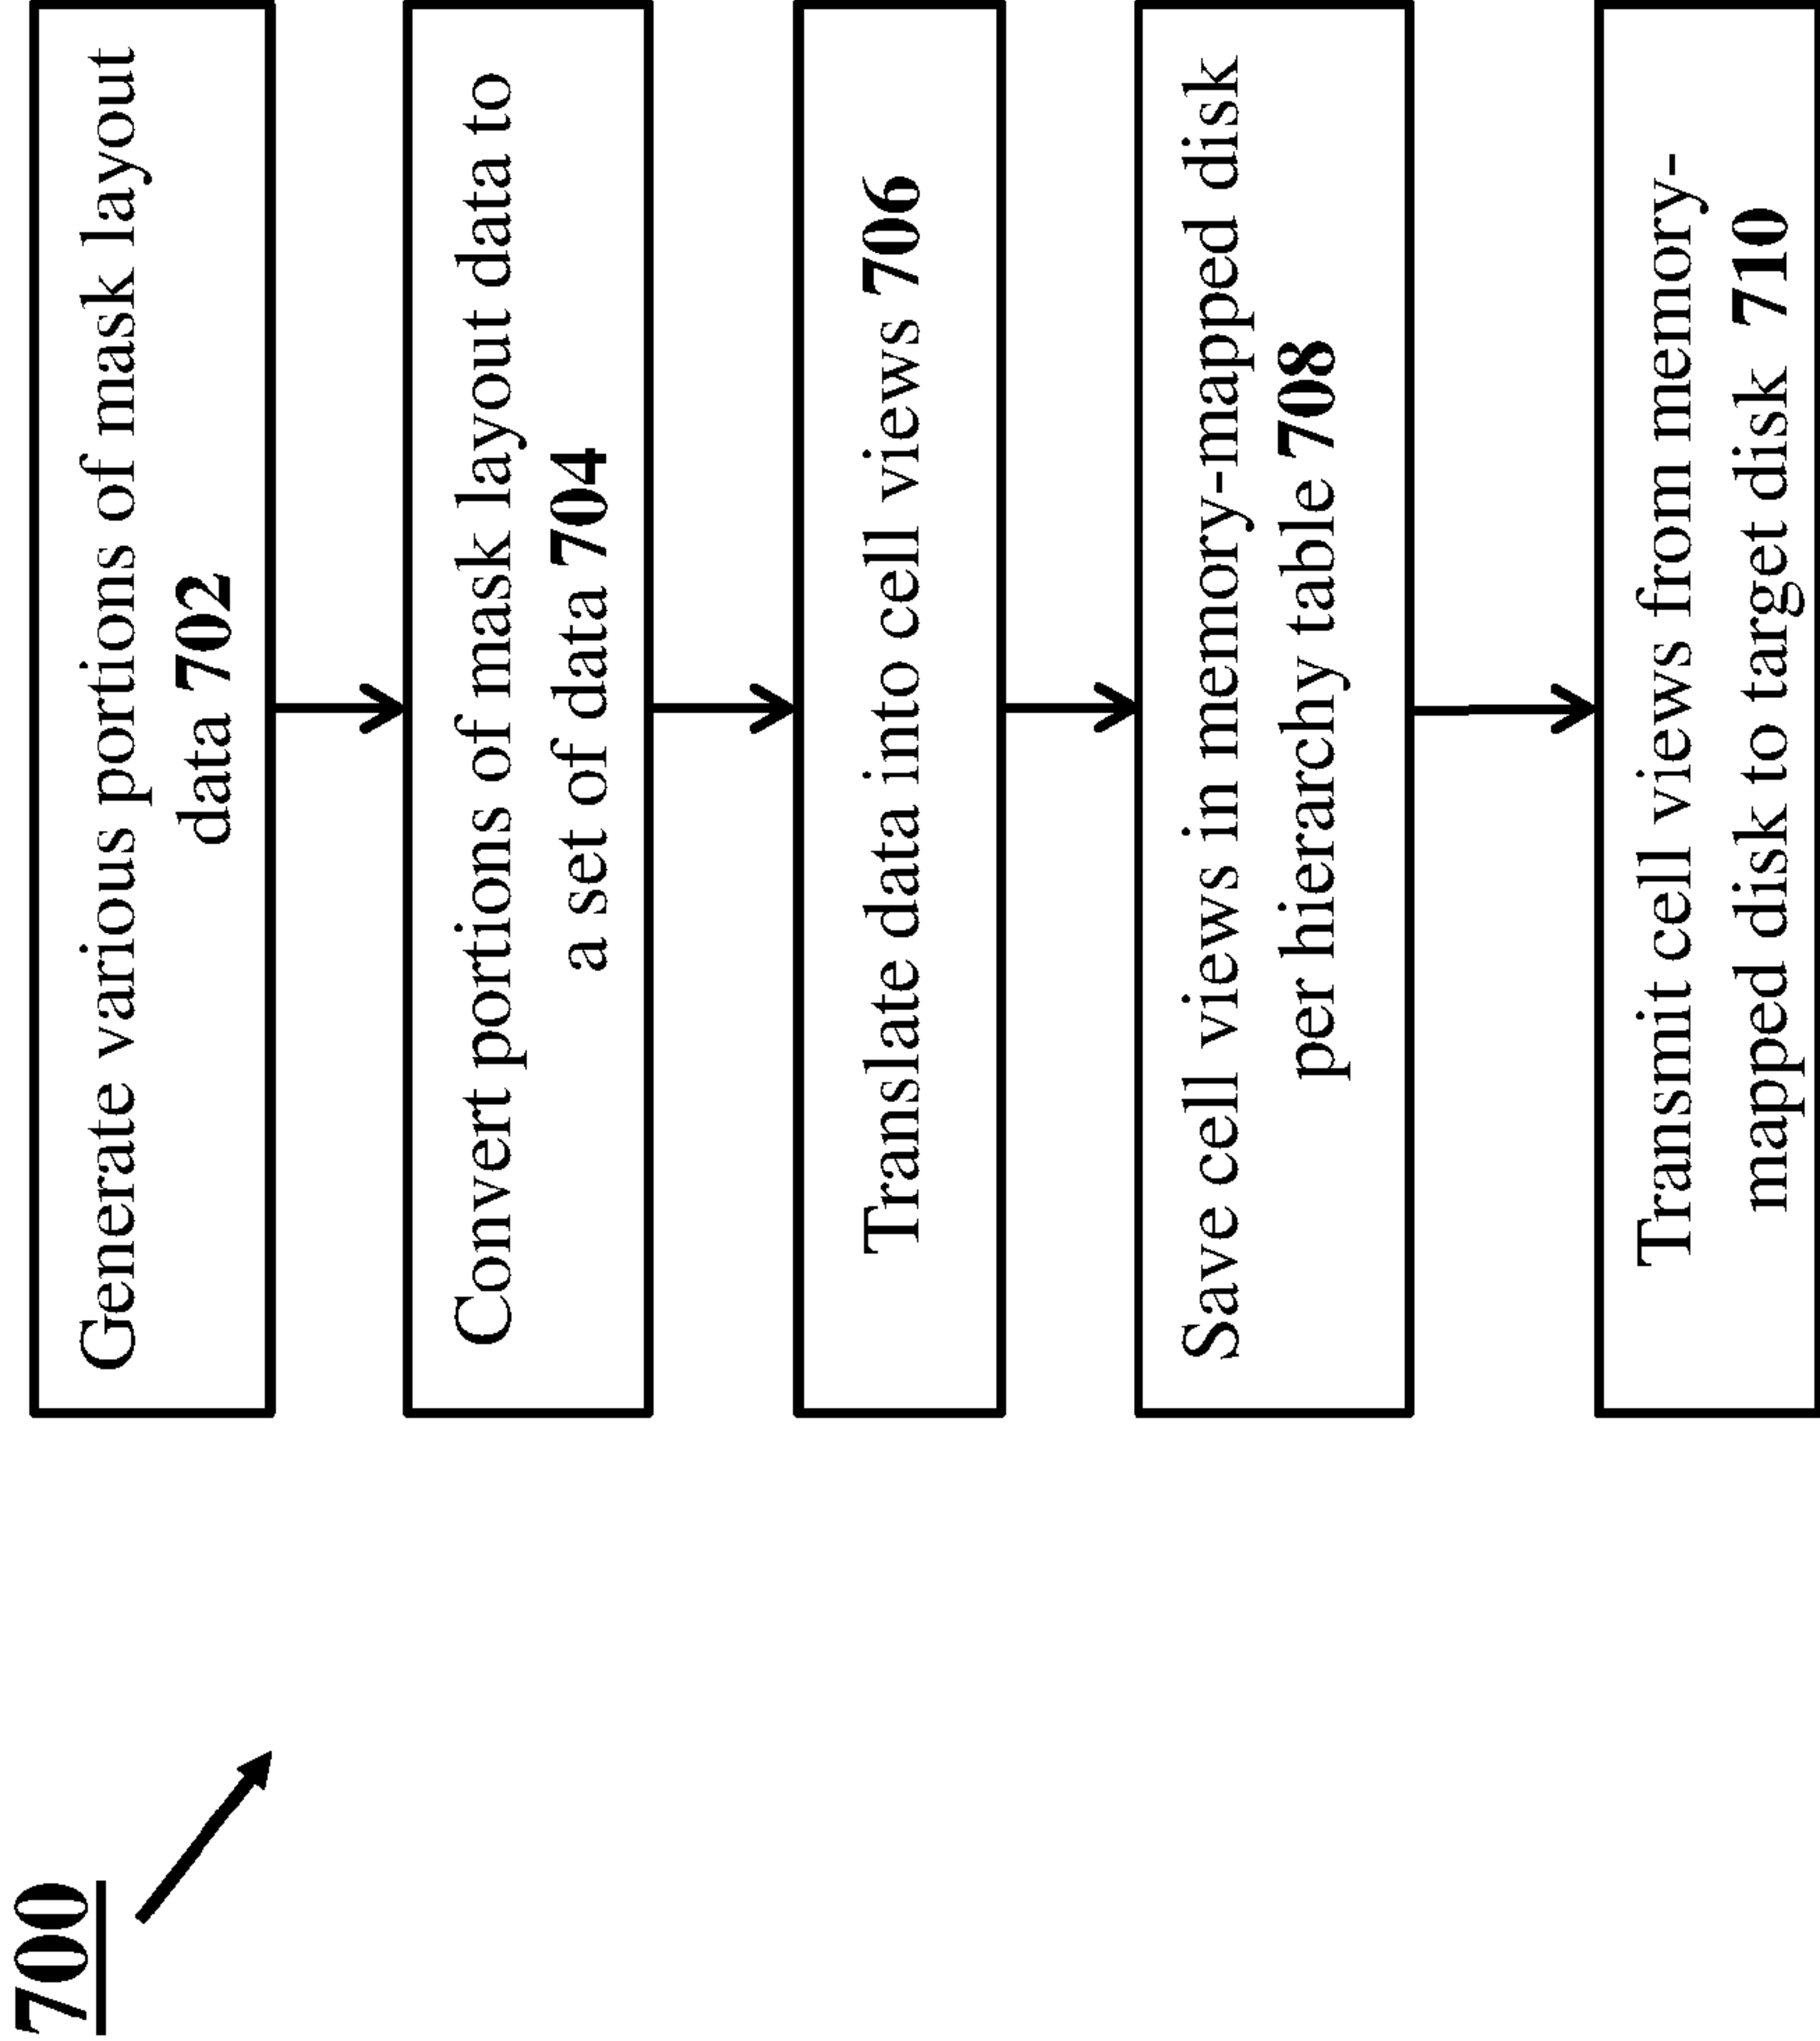 700
Generate various portions of mask layout
data 702
Convert portions of mask layout data to
a set of data 704
Translate data into cell views 706
Save cell views in memory-mapped disk
per hierarchy table 708
Transmit cell views from memory-
mapped disk to target disk 710